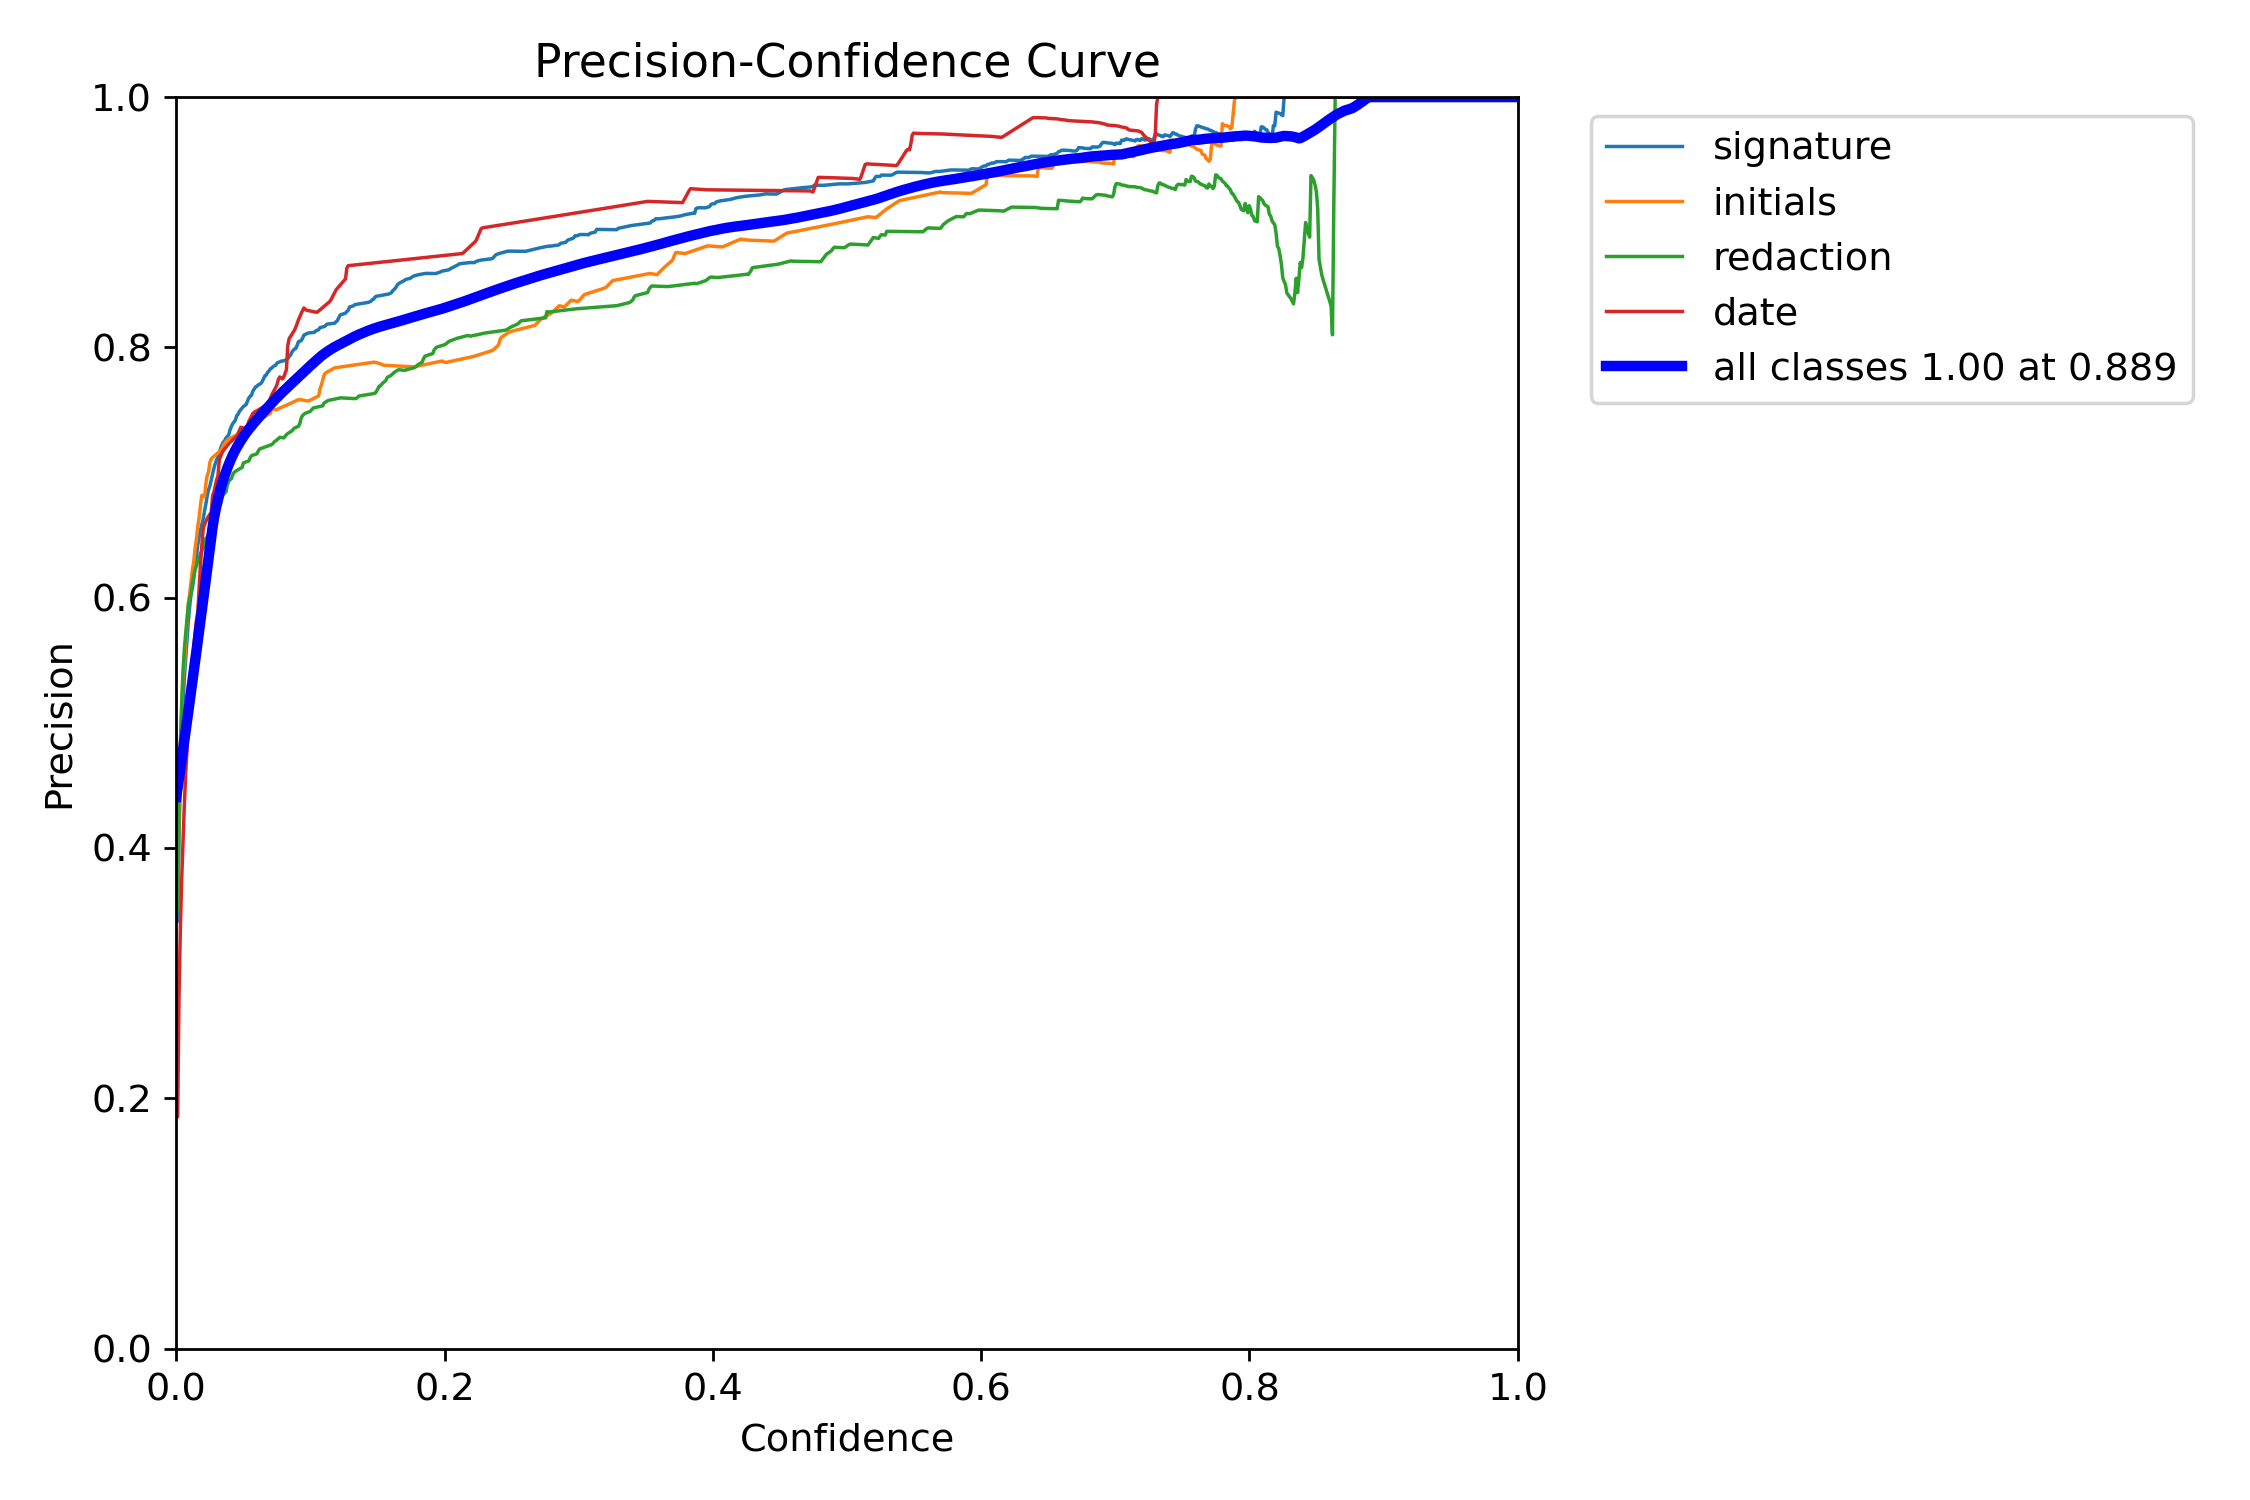 Precision-Confidence Curve
1.0
0.8
0.6
0.4
0.2
0.0
Precision
0.0 0.2 0.4 0.6 0.8 1.0
Confidence
signature
initials
redaction
date
all classes 1.00 at 0.889